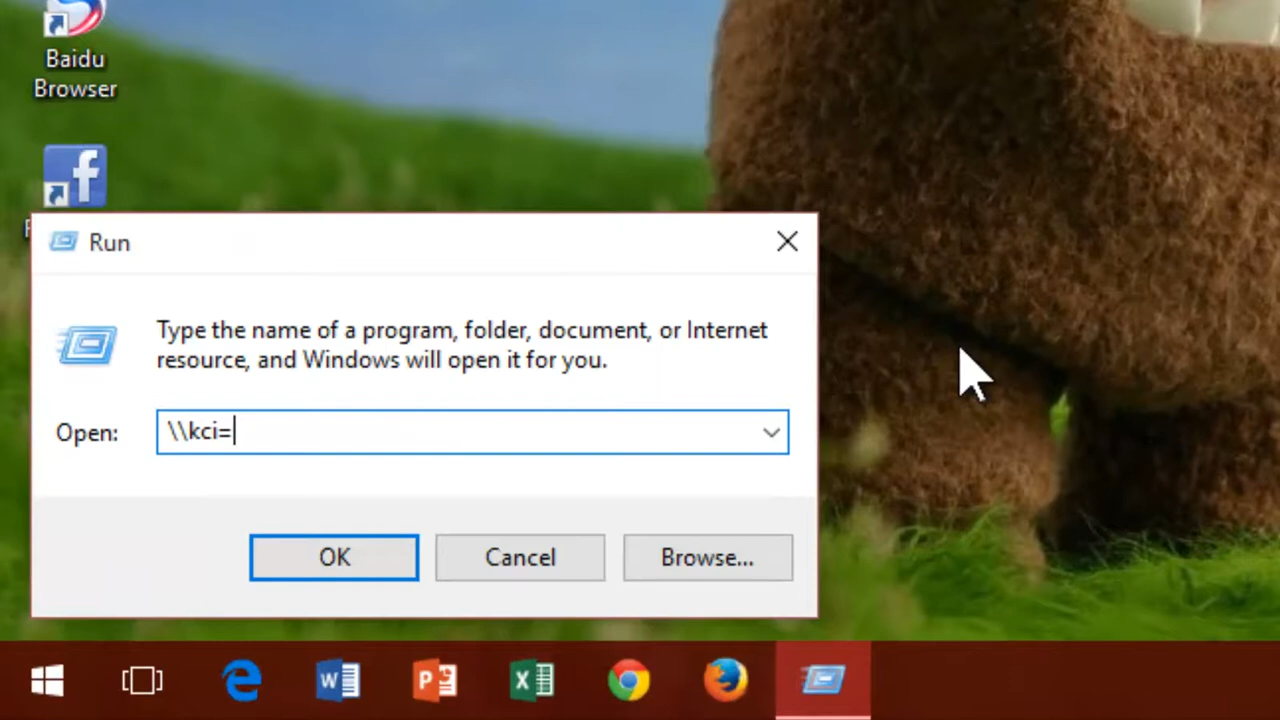 Baidu
Browser
Run
Type the name of a program, folder, document, or Internet
resource, and Windows will open it for you.
Open:
\\kci=
OK
Cancel
Browse...